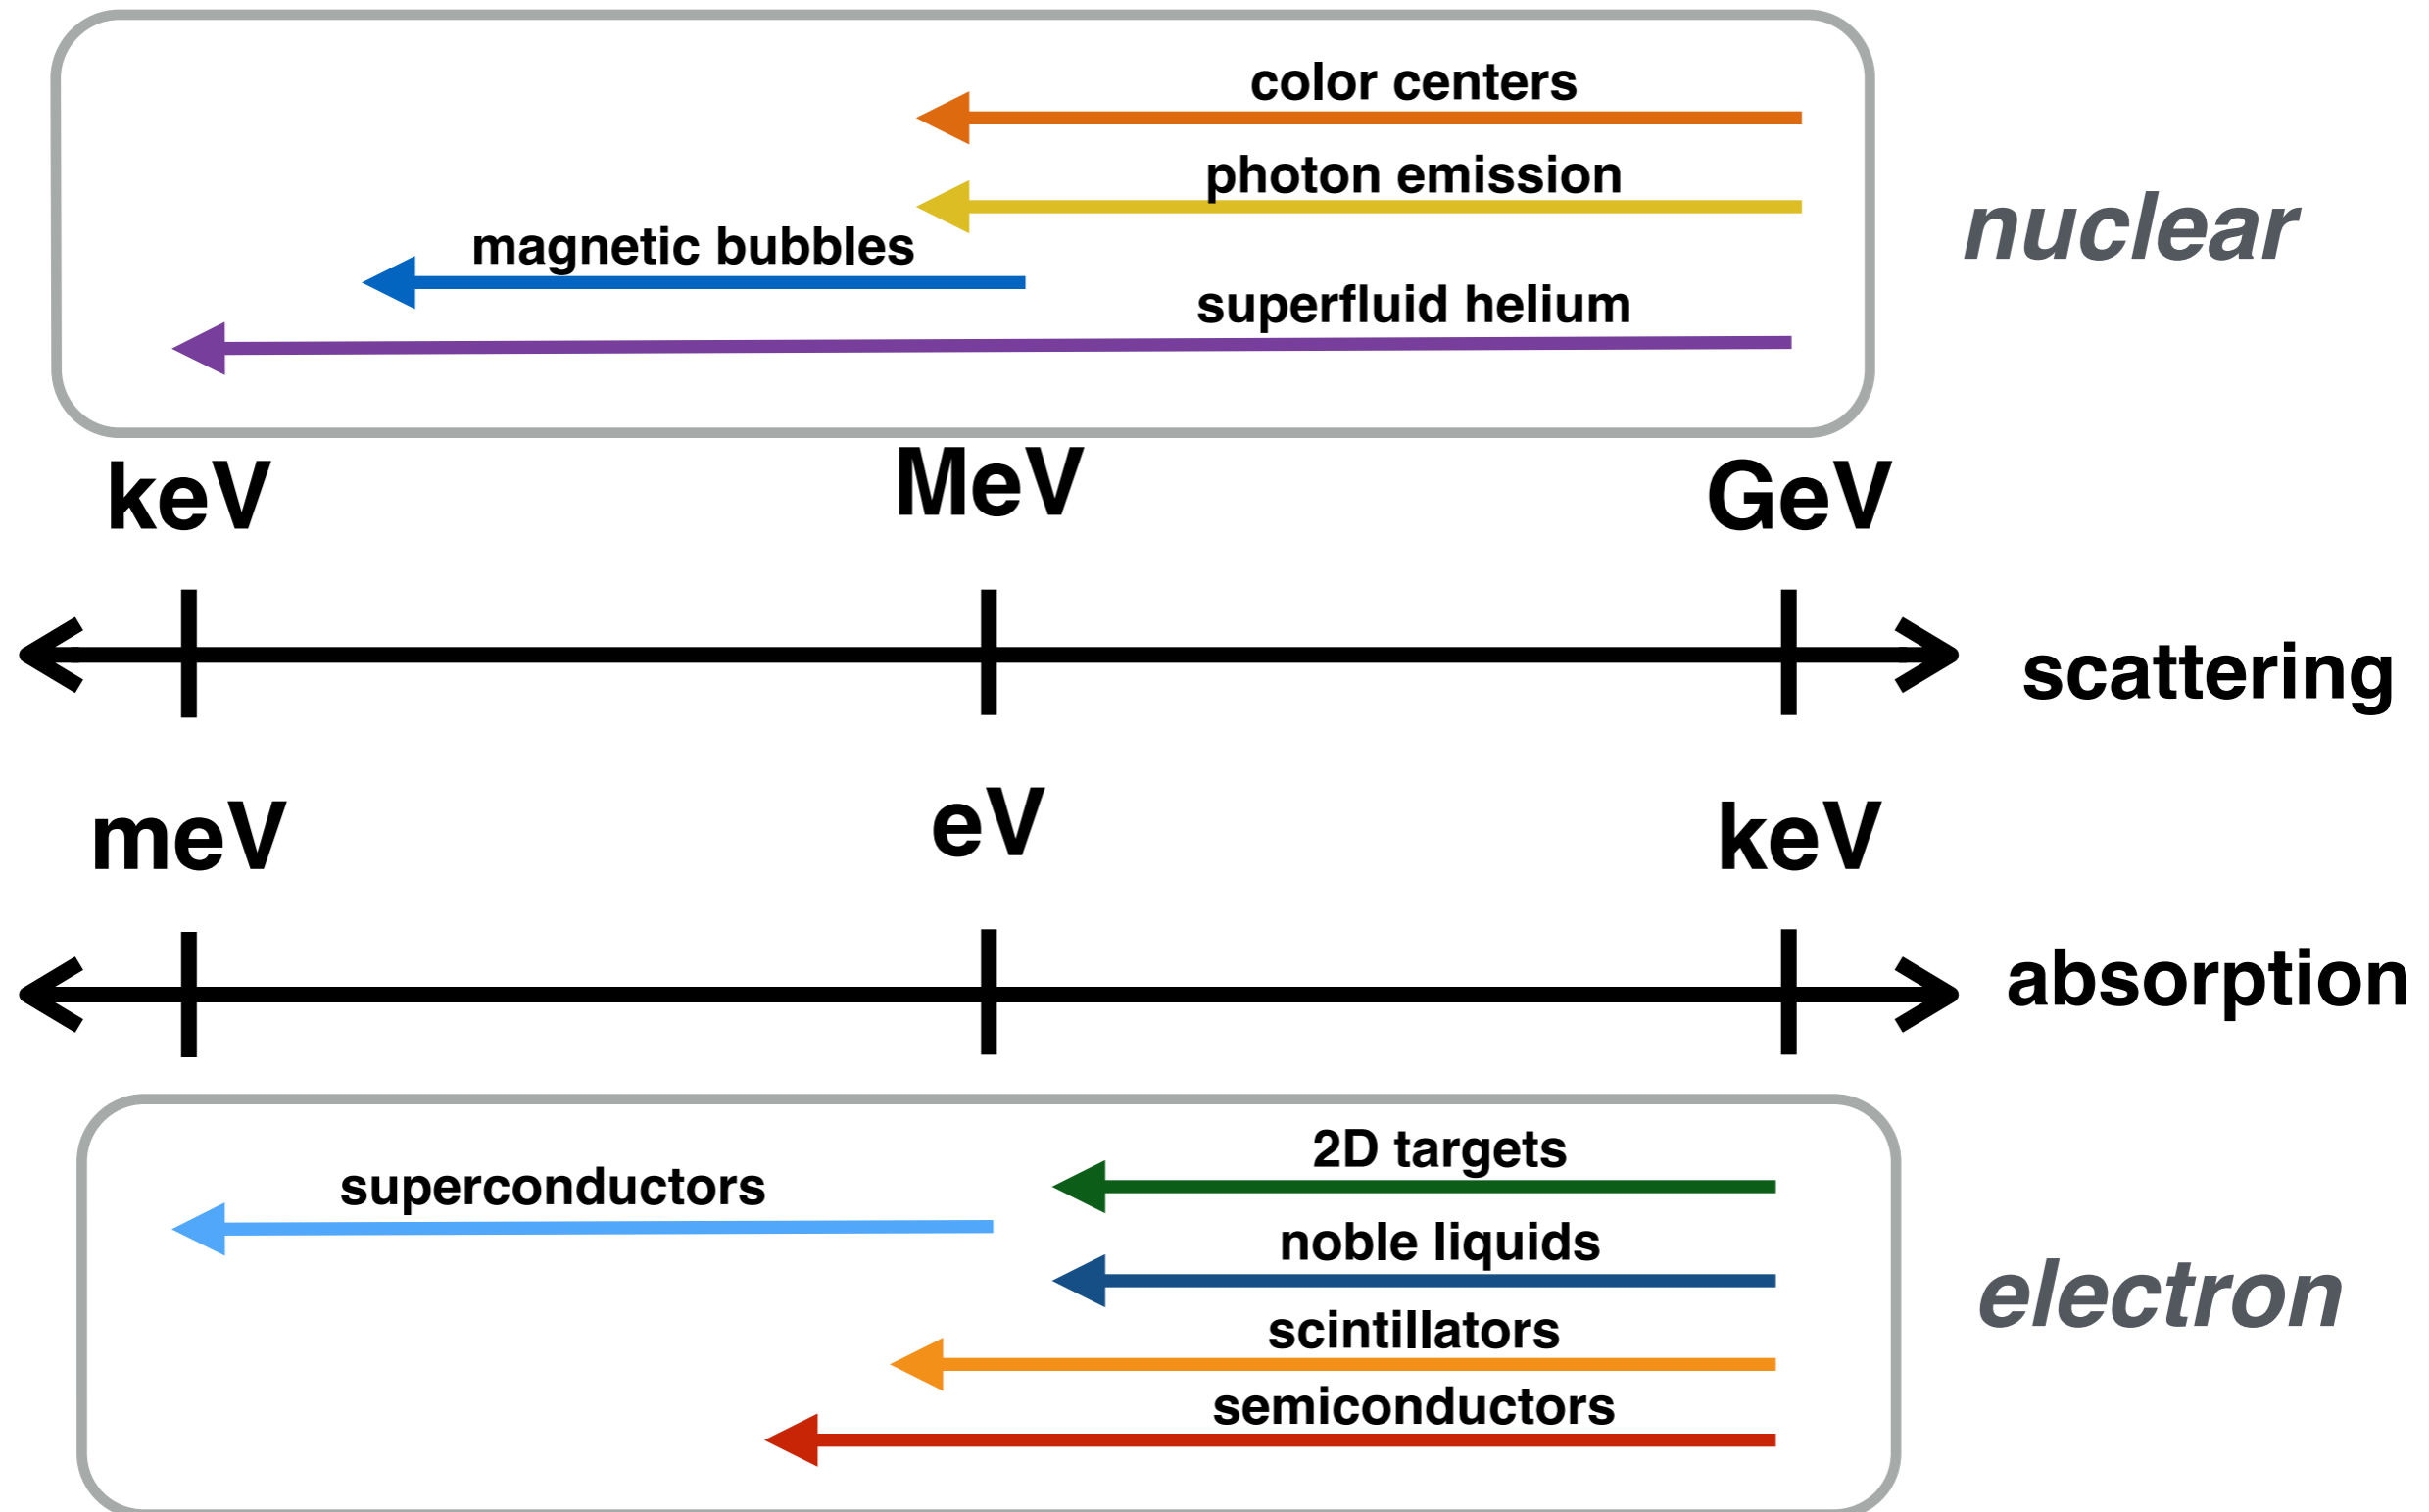 color centers
photon emission
nuclear
magnetic bubbles
superfluid helium
keV MeV GeV
scattering
meV eV keV
absorption
2D targets
superconductors
noble liquids
electron
scintillators
semiconductors